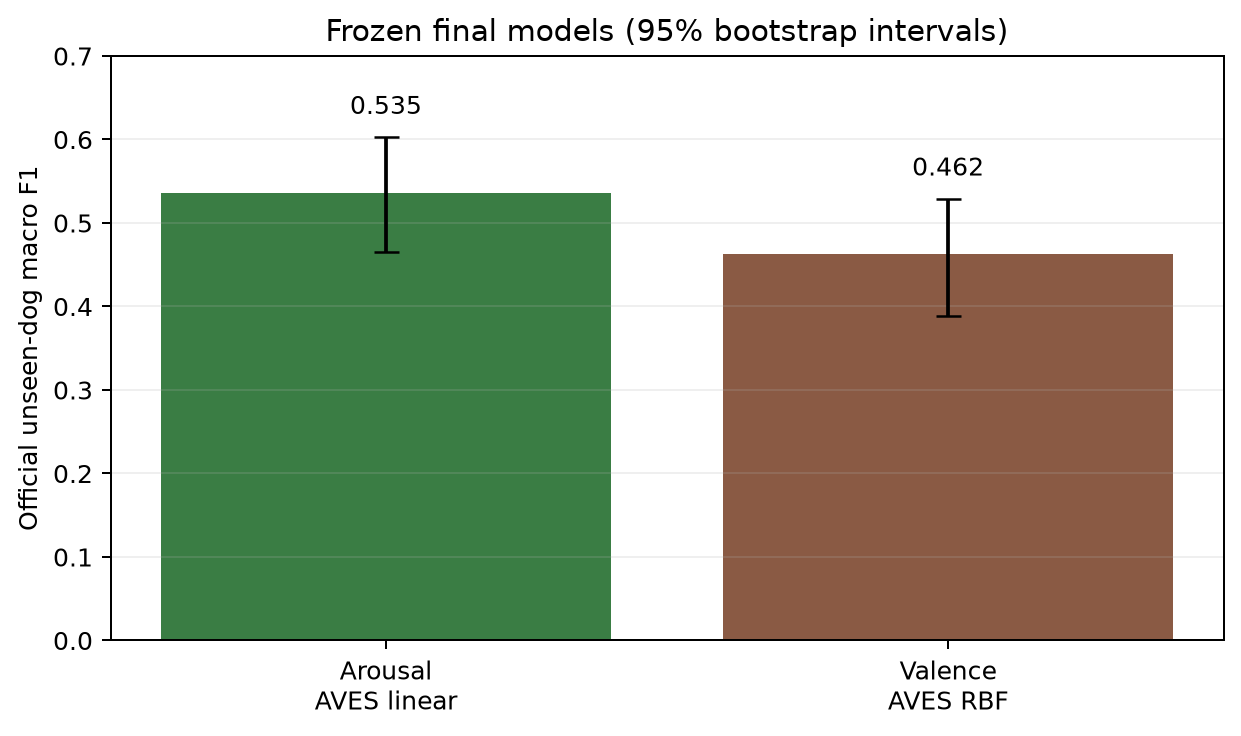 Frozen final models (95% bootstrap intervals)
Official unseen-dog macro F1
0.7
0.6
0.5
0.4
0.3
0.2
0.1
0.0
0.535
0.462
Arousal
AVES linear
Valence
AVES RBF